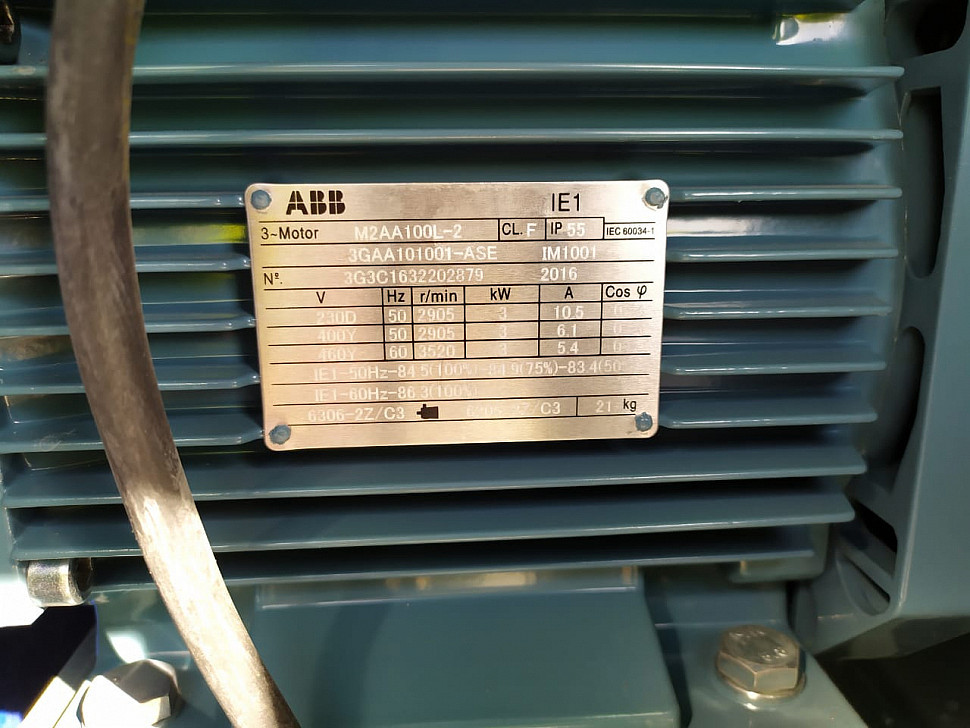 ABB IE1
3~Motor M2AA100L-2 CL. F IP 55 IEC 60034-1
3GAA101001-ASE IM1001
Nº. 3G3C1632202879 2016
V Hz r/min kW A Cos φ
230D 50 2905 3 10.5
400Y 50 2905 3 6.1
460Y 60 3520 3 5.4
IE1-50Hz-84.5(100%)-84.9(75%)-83.4(50
IE1-60Hz-86.3(100%)
6306-2Z/C3 6205-2Z/C3 21 kg